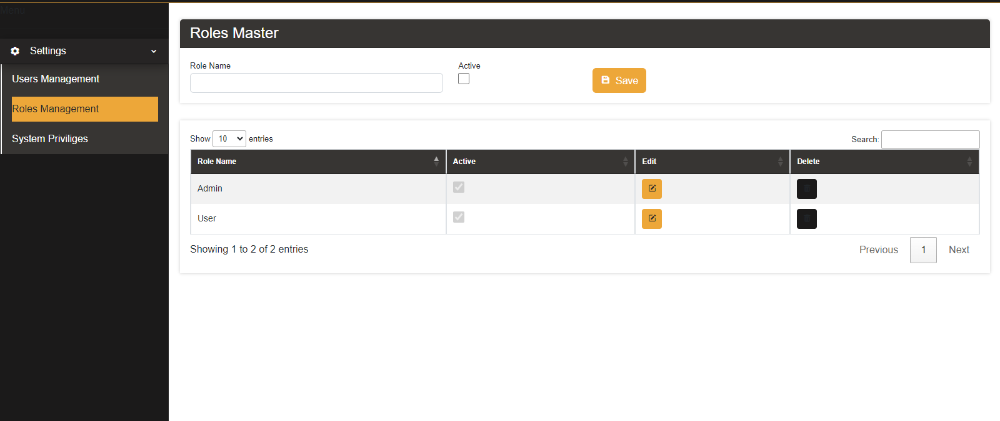 Menu
Settings
Users Management
Roles Management
System Priviliges
Roles Master
Role Name
Active
Save
Show 10 entries
Search:
Role Name Active Edit Delete
Admin
User
Showing 1 to 2 of 2 entries
Previous 1 Next